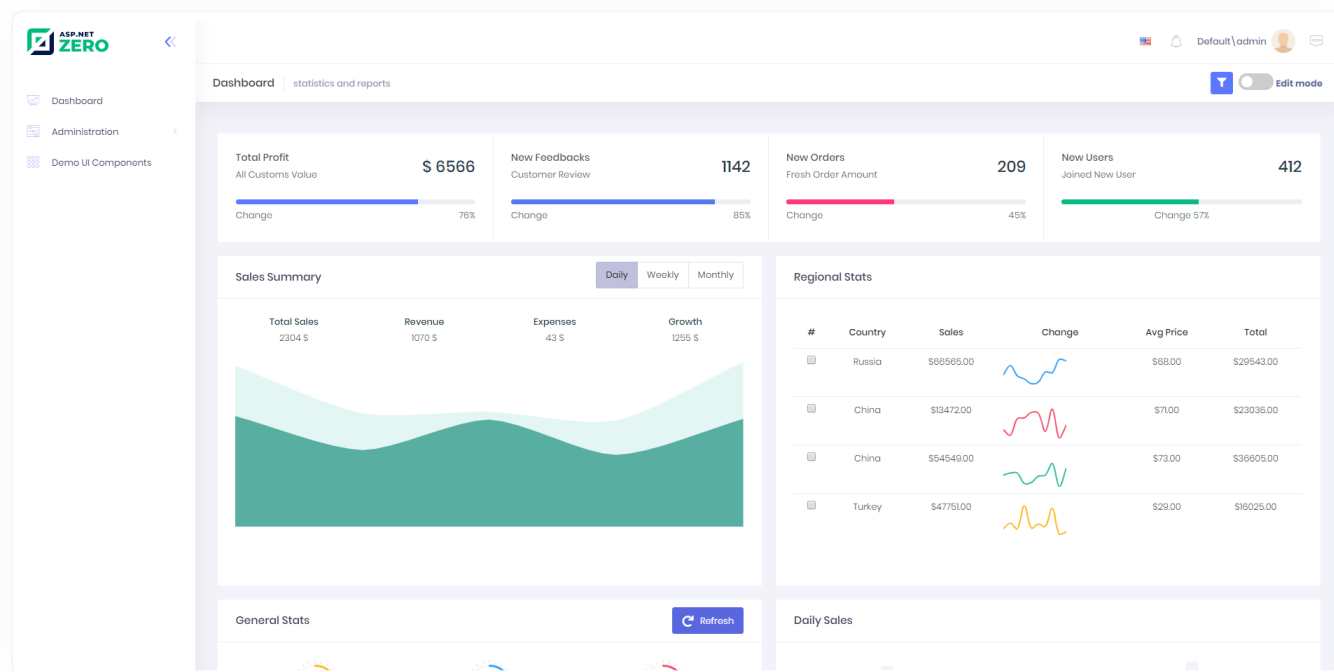 ASP.NET
ZERO
Default\admin
Dashboard
statistics and reports
Edit mode
Dashboard
Administration
Demo UI Components
Total Profit
All Customs Value
$ 6566
Change
76%
New Feedbacks
Customer Review
1142
Change
85%
New Orders
Fresh Order Amount
209
Change
45%
New Users
Joined New User
412
Change 57%
Sales Summary
Daily
Weekly
Monthly
Total Sales
2304 $
Revenue
1070 $
Expenses
43 $
Growth
1255 $
Regional Stats
# Country Sales Change Avg Price Total
Russia $66565.00 $68.00 $29543.00
China $13472.00 $71.00 $23036.00
China $54549.00 $73.00 $36605.00
Turkey $47751.00 $29.00 $16025.00
General Stats
Refresh
Daily Sales